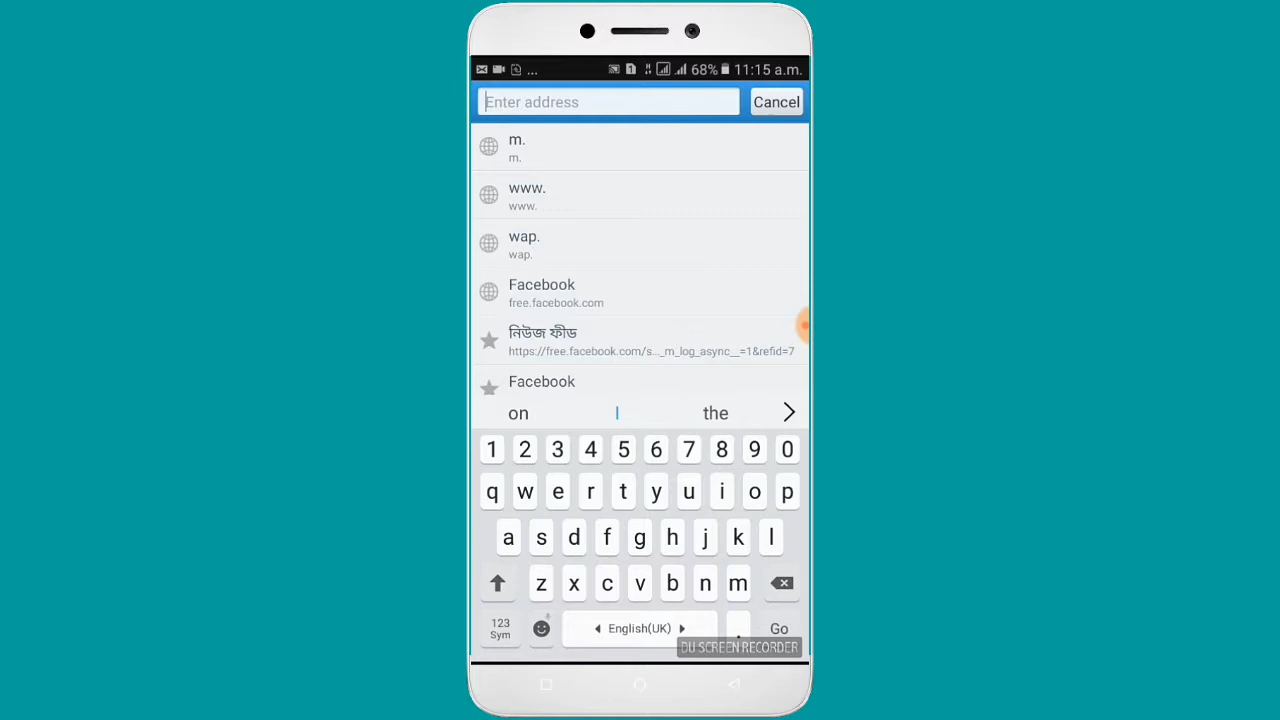 ... 68% 11:15 a.m.
Enter address Cancel
m.
m.
www.
www.
wap.
wap.
Facebook
free.facebook.com
নিউজ ফীড
https://free.facebook.com/s..._m_log_async__=1&refid=7
Facebook
on I the
1 2 3 4 5 6 7 8 9 0
q w e r t y u i o p
a s d f g h j k l
z x c v b n m
123
Sym
English(UK) . Go
DU SCREEN RECORDER